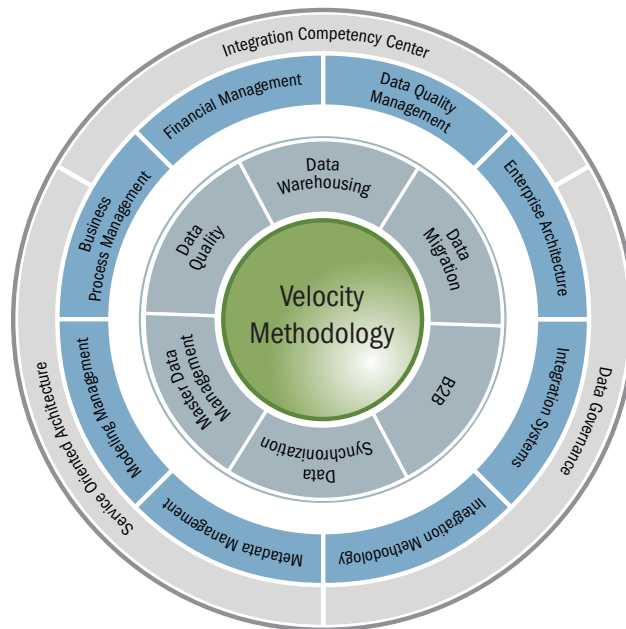 Integration Competency Center
Financial Management
Data Quality
Management
Enterprise Architecture
Integration Systems
Integration Methodology
Metadata Management
Modeling Management
Business
Process Management
Data Governance
Service Oriented Architecture
Data
Warehousing
Data
Migration
B2B
Data
Synchronization
Master Data
Management
Data
Quality
Velocity
Methodology